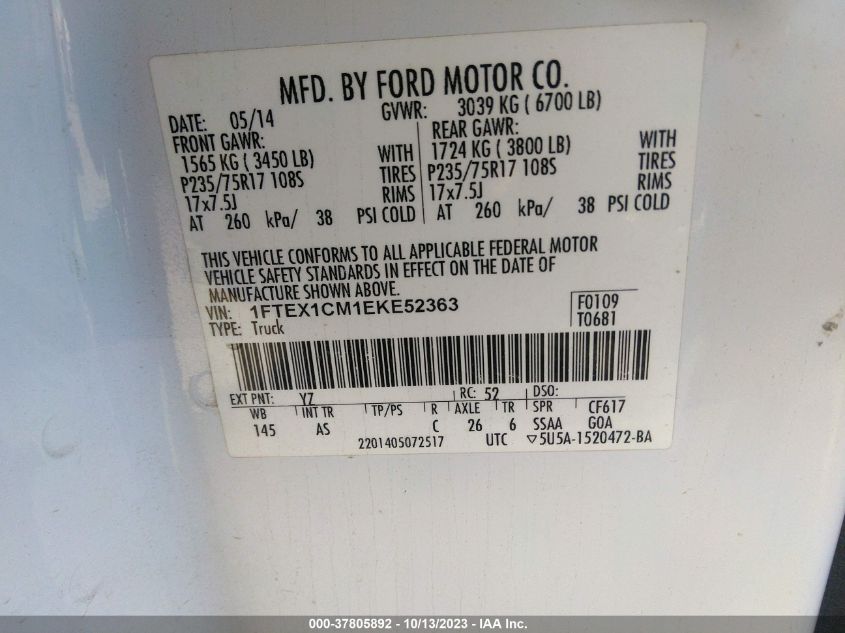 MFD. BY FORD MOTOR CO.
DATE: 05/14 GVWR: 3039 KG ( 6700 LB)
FRONT GAWR: REAR GAWR:
1565 KG ( 3450 LB) WITH 1724 KG ( 3800 LB) WITH
P235/75R17 108S TIRES P235/75R17 108S TIRES
17x7.5J RIMS 17x7.5J RIMS
AT 260 kPa/ 38 PSI COLD AT 260 kPa/ 38 PSI COLD
THIS VEHICLE CONFORMS TO ALL APPLICABLE FEDERAL MOTOR
VEHICLE SAFETY STANDARDS IN EFFECT ON THE DATE OF
MANUFACTURE SHOWN ABOVE.
VIN: 1FTEX1CM1EKE52363 F0109
TYPE: Truck T0681
EXT PNT: YZ RC: 52 DSO:
WB INT TR TP/PS R AXLE TR SPR CF617
145 AS C 26 6 SSAA GOA
2201405072517 UTC ▽5U5A-1520472-BA
000-37805892 - 10/13/2023 - IAA Inc.